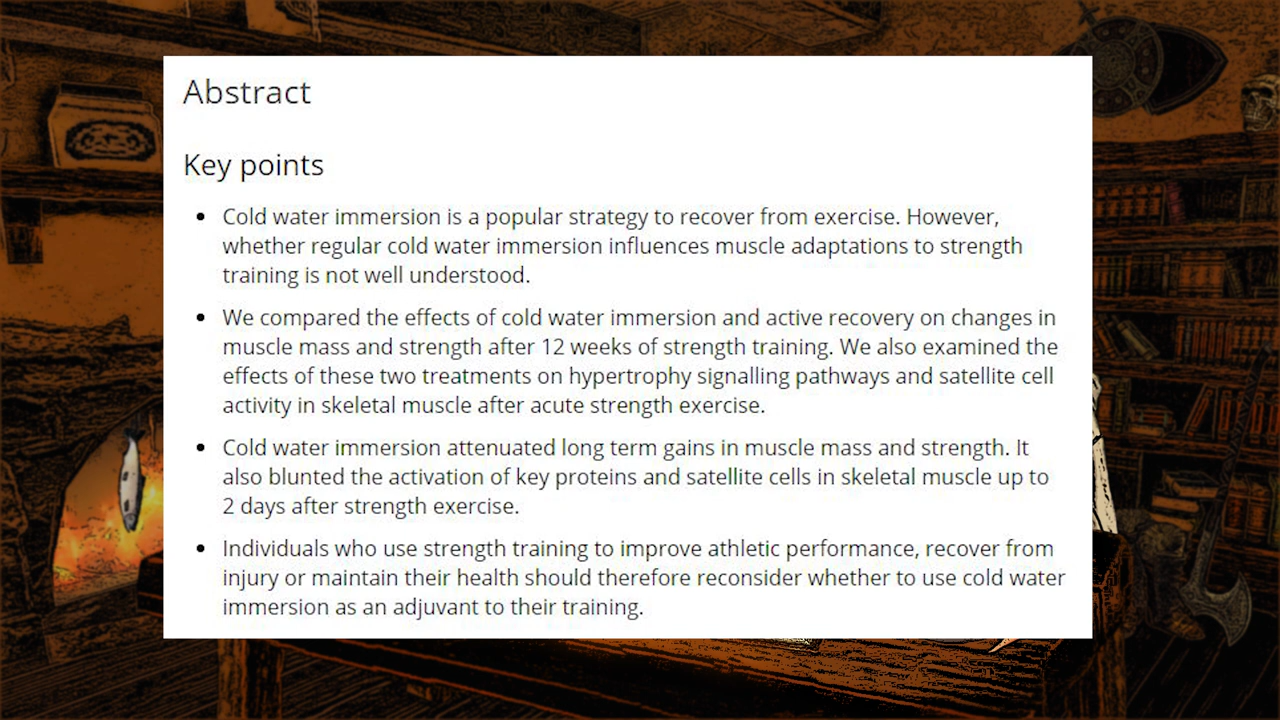 Abstract
Key points
• Cold water immersion is a popular strategy to recover from exercise. However,
whether regular cold water immersion influences muscle adaptations to strength
training is not well understood.
• We compared the effects of cold water immersion and active recovery on changes in
muscle mass and strength after 12 weeks of strength training. We also examined the
effects of these two treatments on hypertrophy signalling pathways and satellite cell
activity in skeletal muscle after acute strength exercise.
• Cold water immersion attenuated long term gains in muscle mass and strength. It
also blunted the activation of key proteins and satellite cells in skeletal muscle up to
2 days after strength exercise.
• Individuals who use strength training to improve athletic performance, recover from
injury or maintain their health should therefore reconsider whether to use cold water
immersion as an adjuvant to their training.